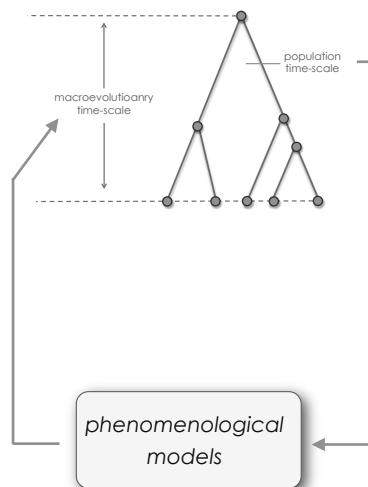 population
time-scale
macroevolutioanry
time-scale
phenomenological
models